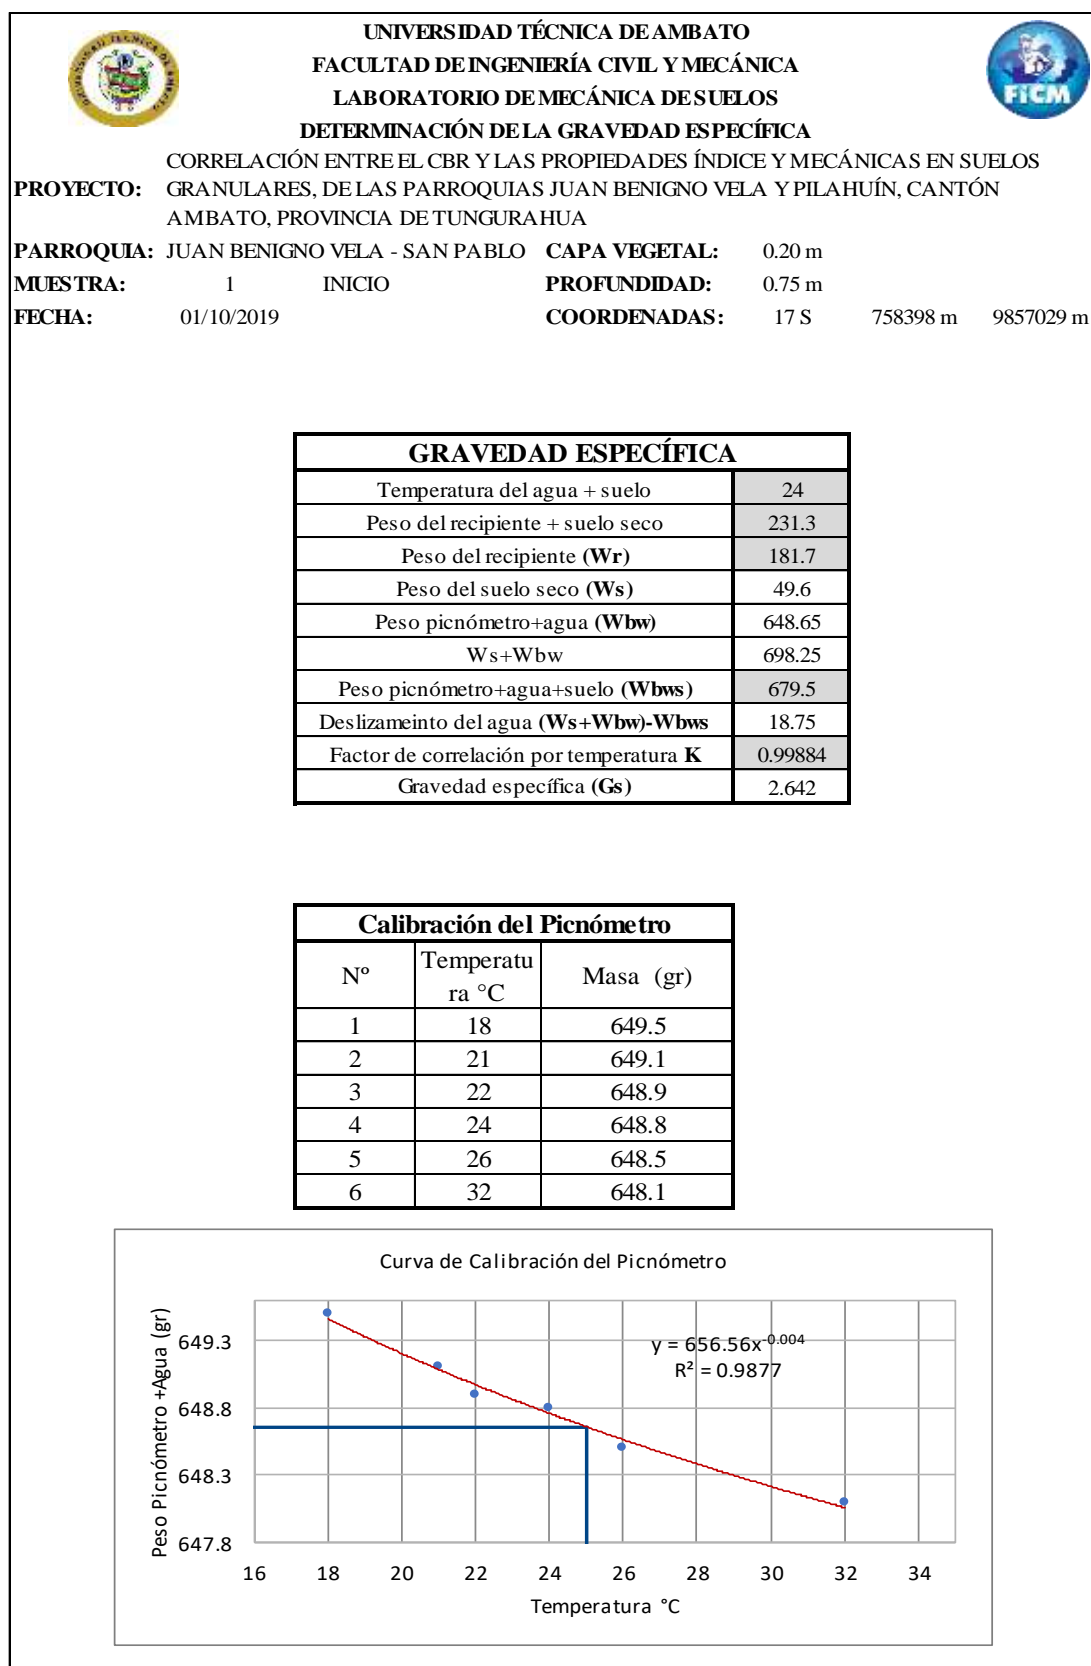 UNIVERSIDAD TÉCNICA DE AMBATO
FACULTAD DE INGENIERÍA CIVIL Y MECÁNICA
LABORATORIO DE MECÁNICA DE SUELOS
DETERMINACIÓN DE LA GRAVEDAD ESPECÍFICA
FICM
PROYECTO: CORRELACIÓN ENTRE EL CBR Y LAS PROPIEDADES ÍNDICE Y MECÁNICAS EN SUELOS
GRANULARES, DE LAS PARROQUIAS JUAN BENIGNO VELA Y PILAHUÍN, CANTÓN
AMBATO, PROVINCIA DE TUNGURAHUA
PARROQUIA: JUAN BENIGNO VELA - SAN PABLO CAPA VEGETAL: 0.20 m
MUESTRA: 1 INICIO PROFUNDIDAD: 0.75 m
FECHA: 01/10/2019 COORDENADAS: 17 S 758398 m 9857029 m
GRAVEDAD ESPECÍFICA
Temperatura del agua + suelo 24
Peso del recipiente + suelo seco 231.3
Peso del recipiente (Wr) 181.7
Peso del suelo seco (Ws) 49.6
Peso picnómetro+agua (Wbw) 648.65
Ws+Wbw 698.25
Peso picnómetro+agua+suelo (Wbws) 679.5
Deslizameinto del agua (Ws+Wbw)-Wbws 18.75
Factor de correlación por temperatura K 0.99884
Gravedad específica (Gs) 2.642
Calibración del Picnómetro
Nº Temperatu
ra °C Masa (gr)
1 18 649.5
2 21 649.1
3 22 648.9
4 24 648.8
5 26 648.5
6 32 648.1
Curva de Calibración del Picnómetro
Peso Picnómetro +Agua (gr)
649.3
648.8
648.3
647.8
y = 656.56x^-0.004
R² = 0.9877
16 18 20 22 24 26 28 30 32 34
Temperatura °C